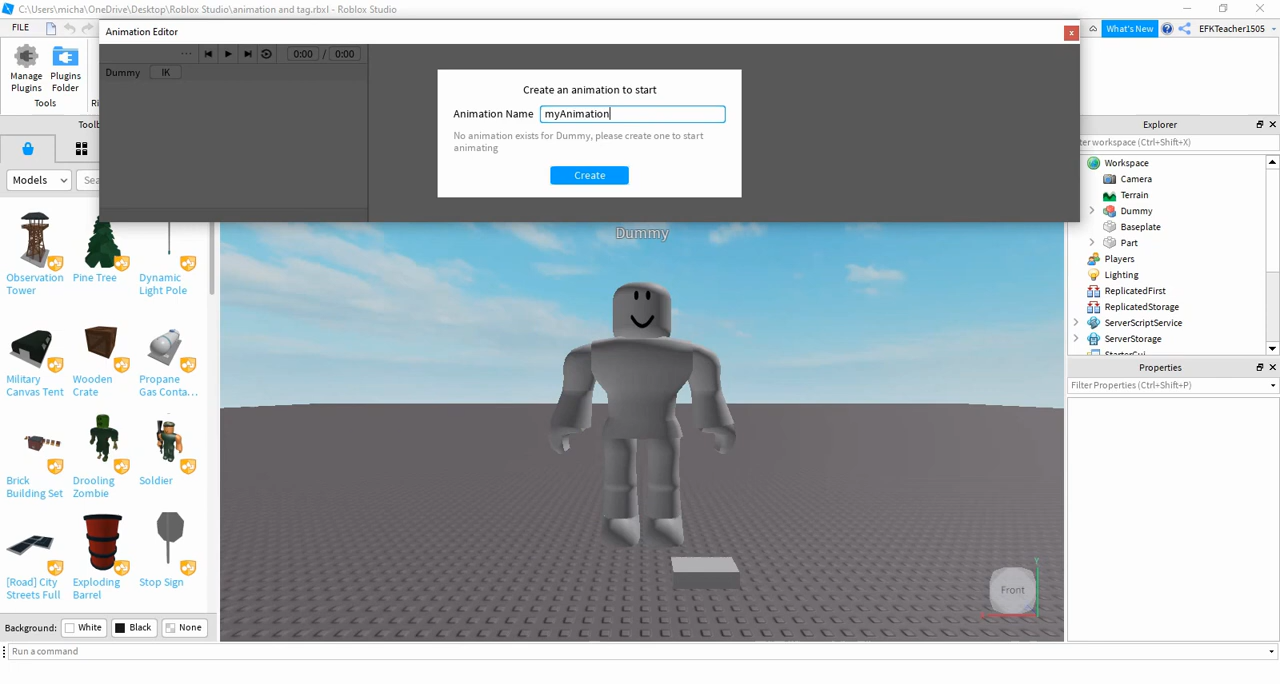 C:\Users\micha\OneDrive\Desktop\Roblox Studio\animation and tag.rbxl - Roblox Studio
FILE
What's New
EFKTeacher1505
Animation Editor
Manage Plugins
Plugins Folder
Tools
0:00 / 0:00
Dummy
IK
Create an animation to start
Animation Name
myAnimation
No animation exists for Dummy, please create one to start
animating
Create
Models
Observation
Tower
Pine Tree
Dynamic
Light Pole
Military
Canvas Tent
Wooden
Crate
Propane
Gas Conta...
Brick
Building Set
Drooling
Zombie
Soldier
[Road] City
Streets Full
Exploding
Barrel
Stop Sign
Background:
White
Black
None
Run a command
Dummy
Front
Y
Explorer
ter workspace (Ctrl+Shift+X)
Workspace
Camera
Terrain
Dummy
Baseplate
Part
Players
Lighting
ReplicatedFirst
ReplicatedStorage
ServerScriptService
ServerStorage
StarterGui
Properties
Filter Properties (Ctrl+Shift+P)